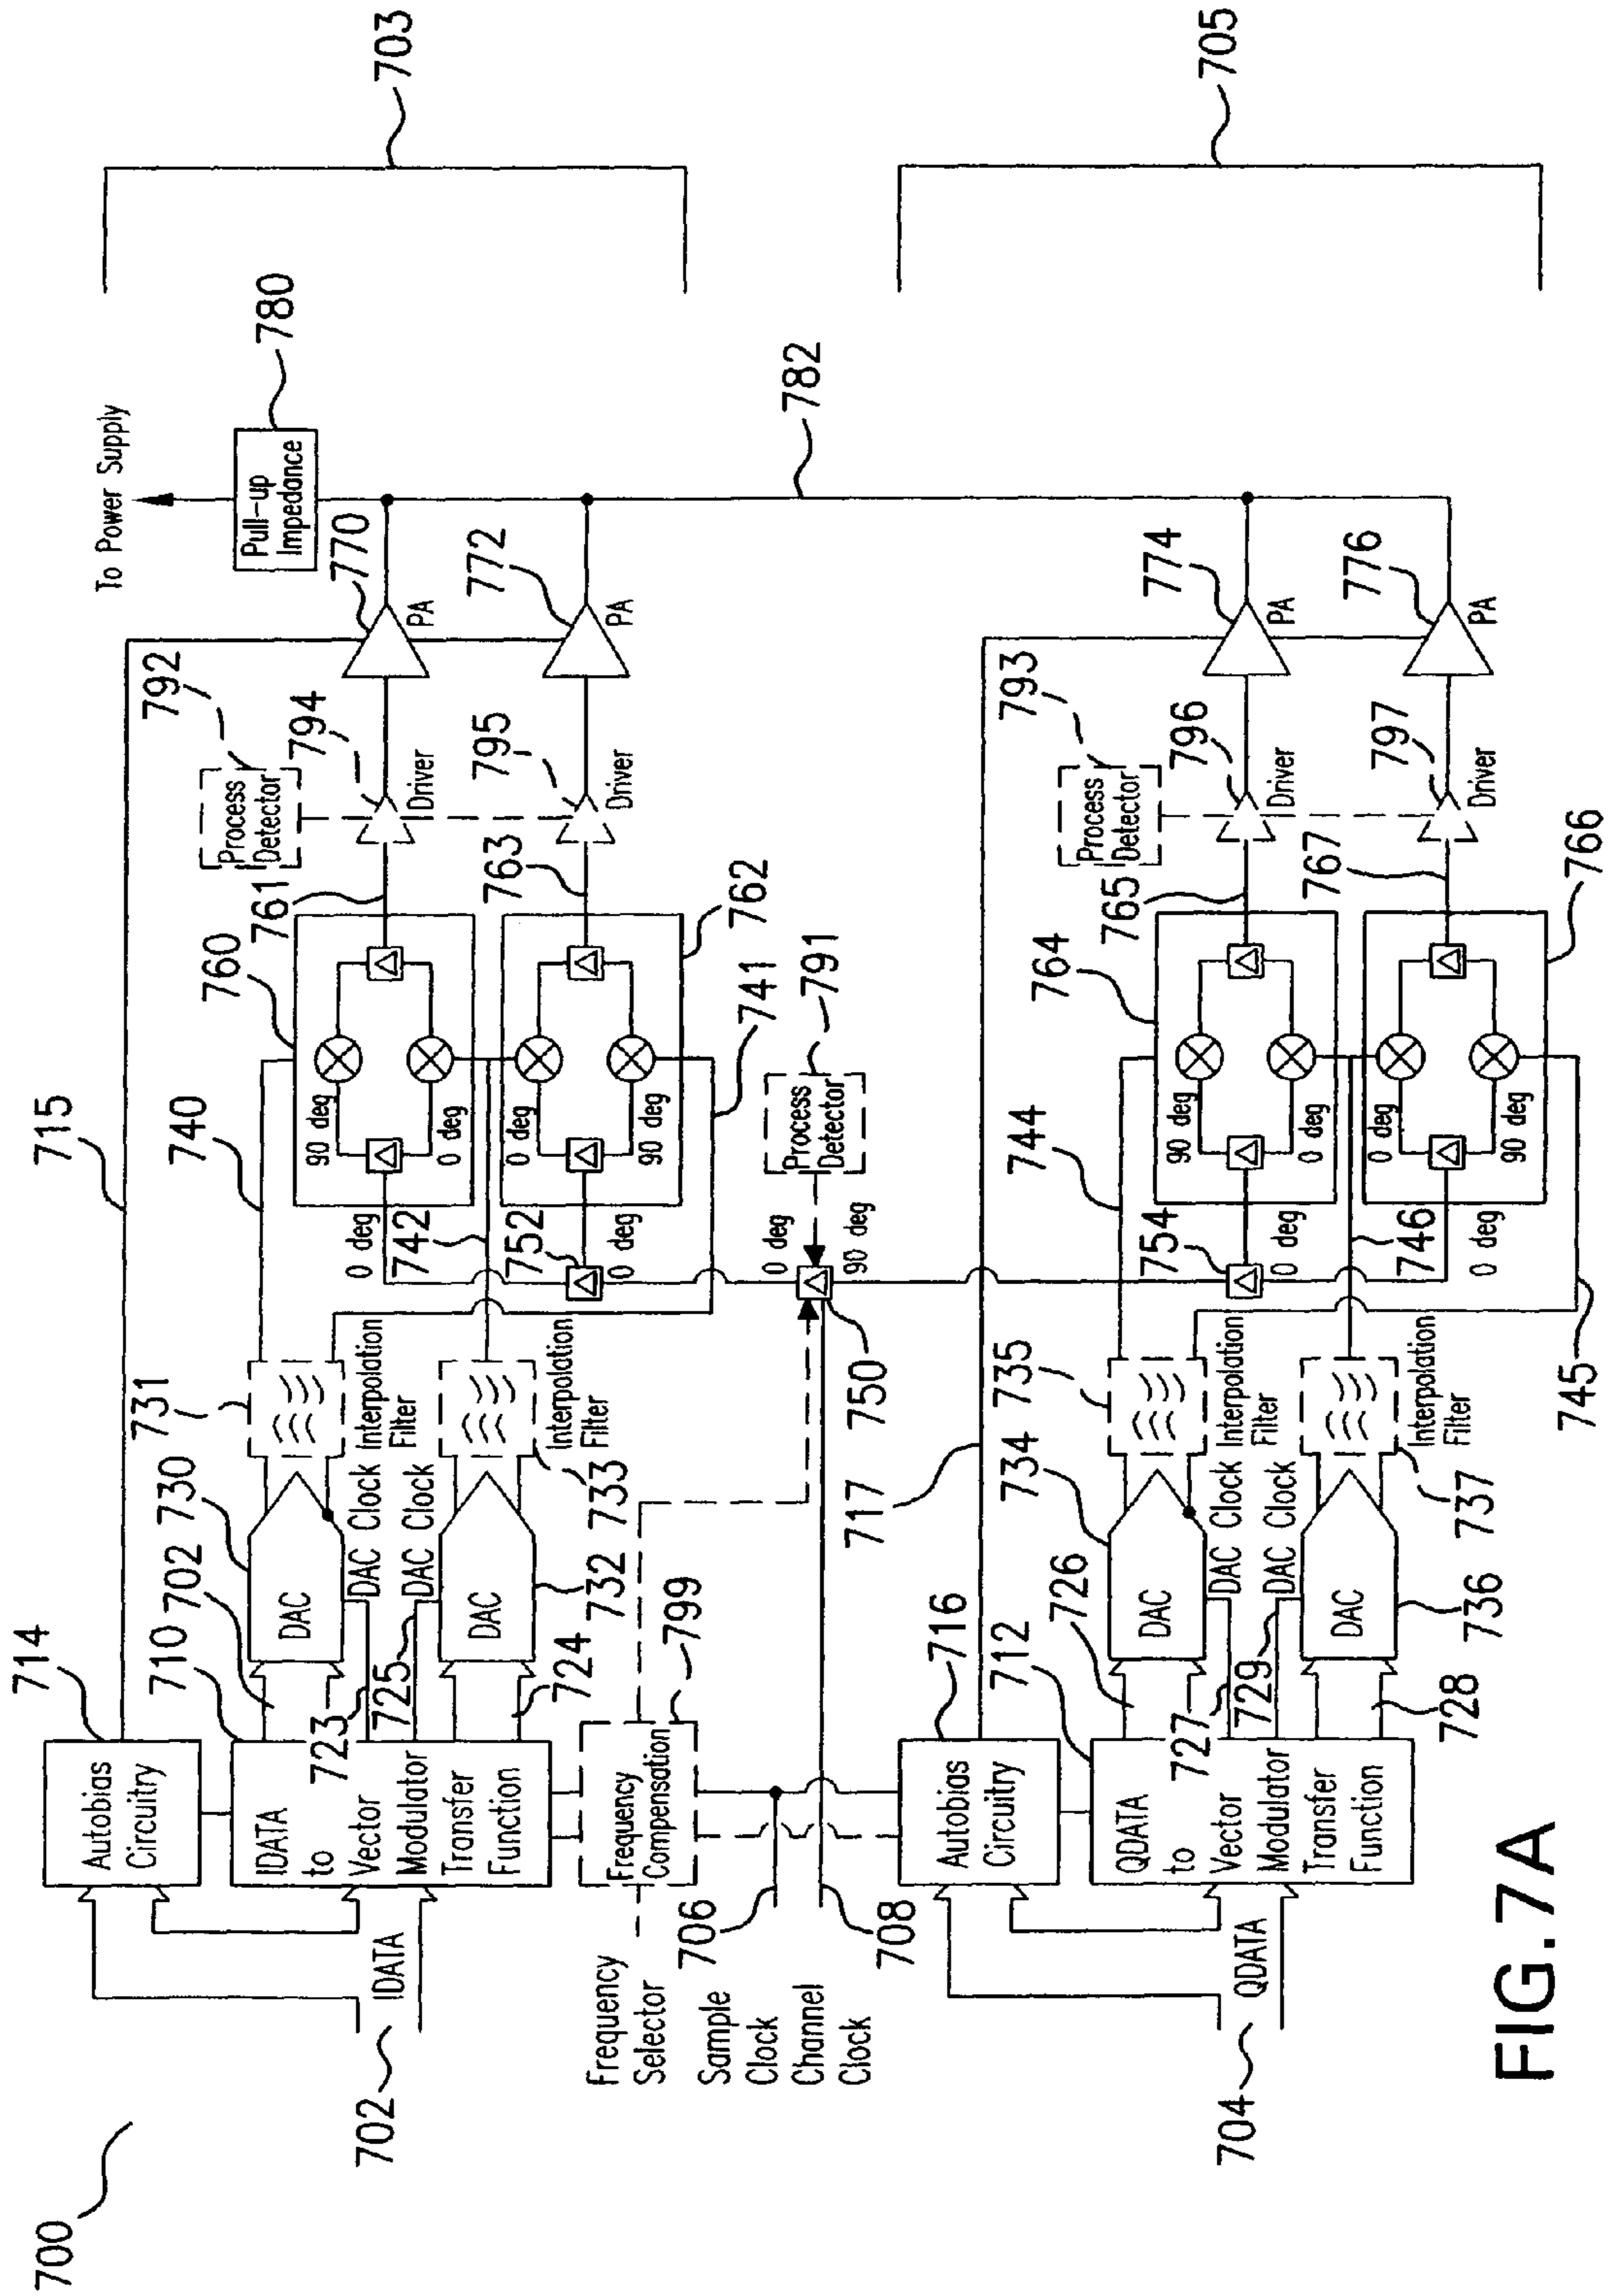 700
702
IDATA
714
Autobias
Circuitry
710
IDATA
to
Vector
Modulator
Transfer
Function
702
723
725
724
730
DAC
DAC Clock
DAC Clock
DAC
732
731
Interpolation
Filter
Interpolation
Filter
733
715
740
742
741
752
0 deg
0 deg
760
90 deg
0 deg
0 deg
90 deg
762
761
763
792
Process
Detector
794
Driver
795
Driver
770
PA
772
PA
To Power Supply
Pull-up
Impedance
780
782
703
Frequency
Selector
Frequency
Compensation
799
706
Sample
Clock
708
Channel
Clock
750
0 deg
90 deg
Process
Detector
791
717
704
QDATA
716
Autobias
Circuitry
712
QDATA
to
Vector
Modulator
Transfer
Function
726
727
729
728
734
DAC
DAC Clock
DAC Clock
DAC
736
735
Interpolation
Filter
Interpolation
Filter
737
744
746
745
754
0 deg
0 deg
764
90 deg
0 deg
0 deg
90 deg
766
765
767
793
Process
Detector
796
Driver
797
Driver
774
PA
776
PA
705
FIG.7A